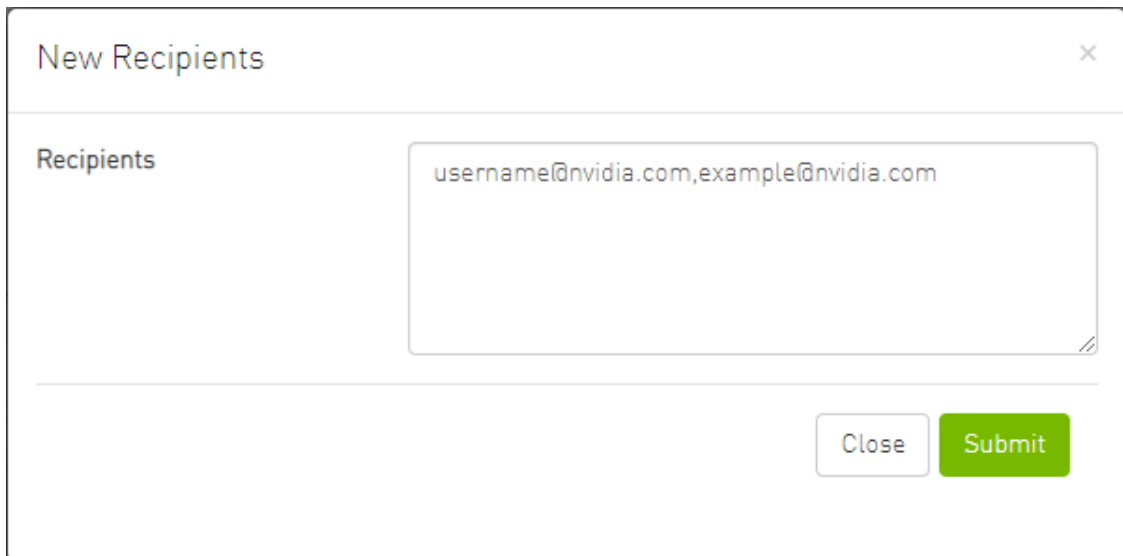 New Recipients
Recipients
username@nvidia.com,example@nvidia.com
Close
Submit